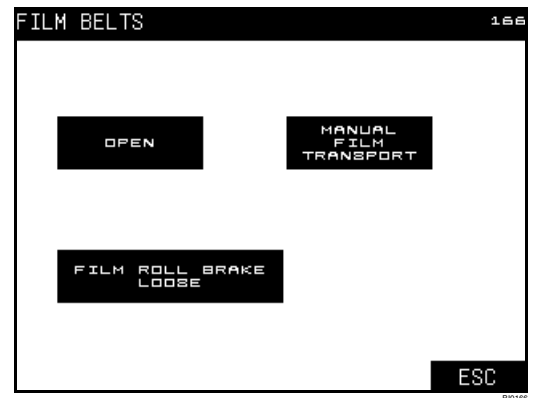 FILM BELTS 166
OPEN
MANUAL
FILM
TRANSPORT
FILM ROLL BRAKE
LOOSE
ESC